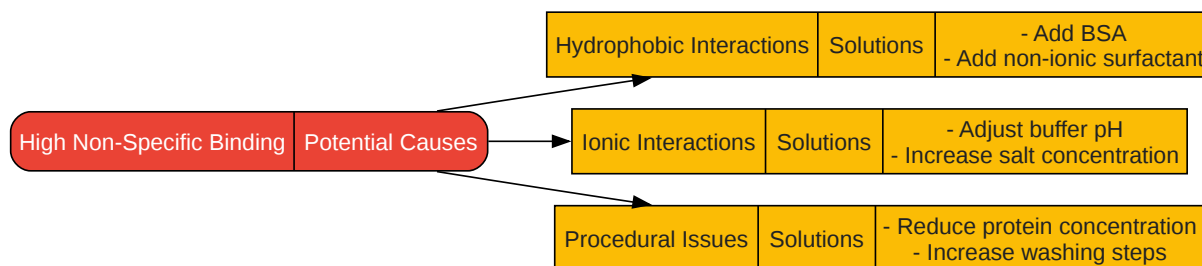 High Non-Specific Binding
Potential Causes
Hydrophobic Interactions
Solutions
- Add BSA
- Add non-ionic surfactant
Ionic Interactions
Solutions
- Adjust buffer pH
- Increase salt concentration
Procedural Issues
Solutions
- Reduce protein concentration
- Increase washing steps